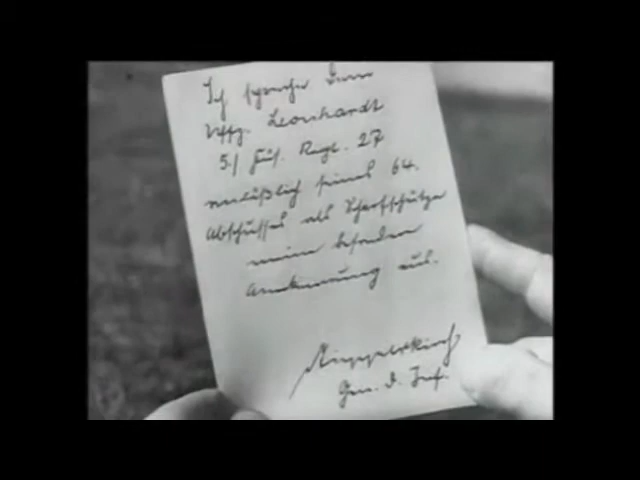 Ich spreche dem
Uffz. Leonhardt
5./ Füs. Regt. 27
anläßlich seines 64.
Abschusses als Scharfschütze
meine besondere
Anerkennung aus.
Gen. d. Inf.